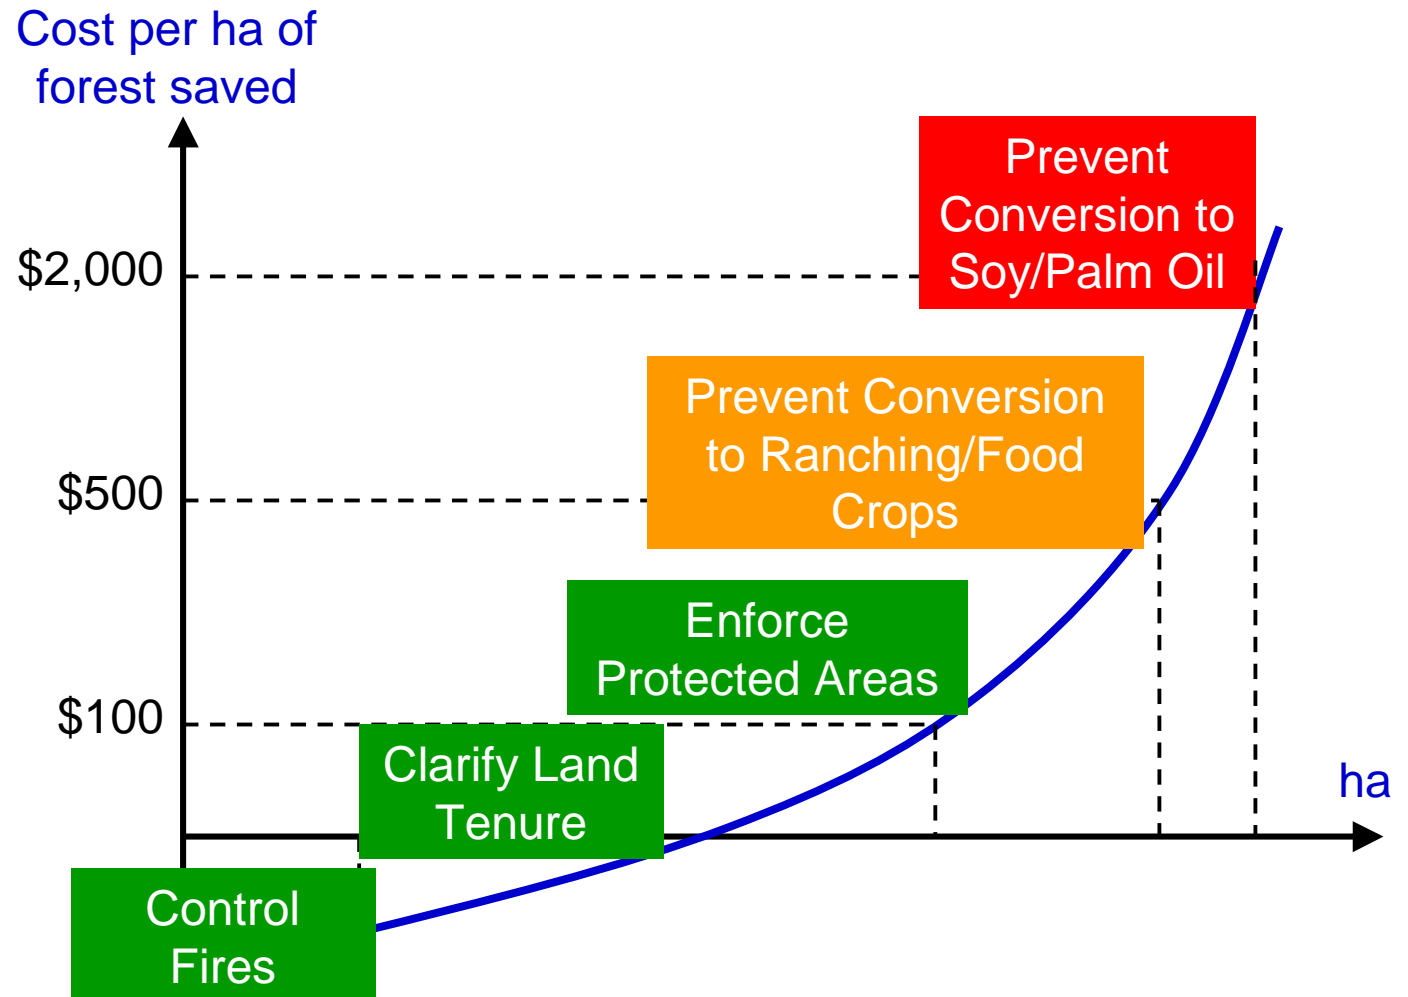 Cost per ha of
forest saved
Prevent
Conversion to
Soy/Palm Oil
$2,000
Prevent Conversion
to Ranching/Food
Crops
$500
Enforce
Protected Areas
$100
Clarify Land
Tenure
ha
Control
Fires